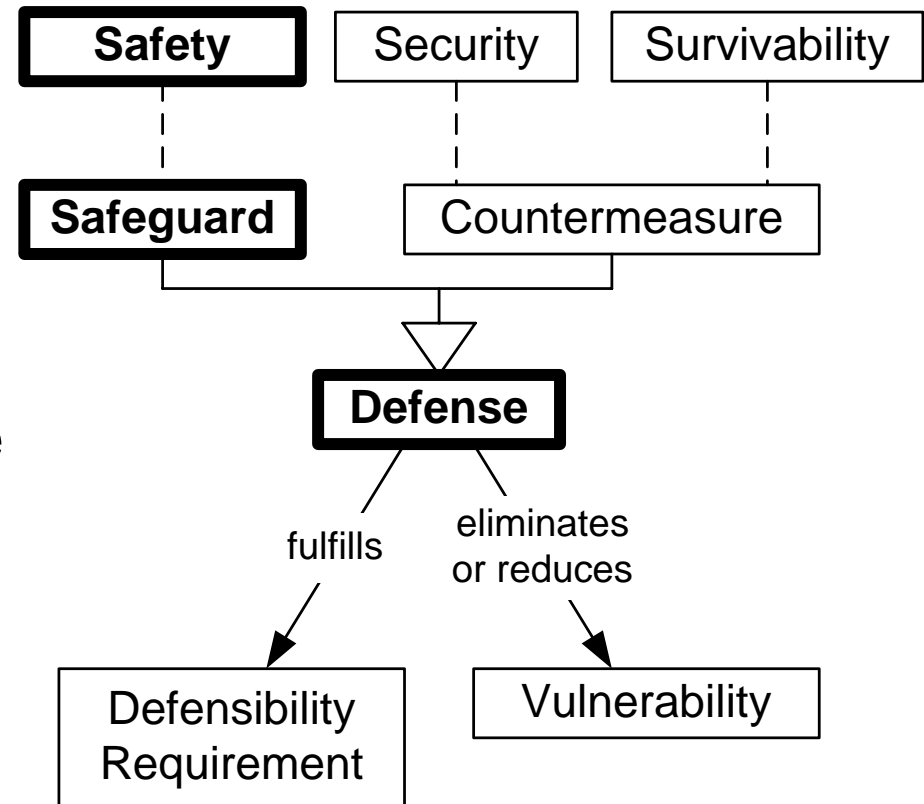 Safety
Security
Survivability
Safeguard
Countermeasure
Defense
e
fulfills
eliminates
or reduces
Defensibility
Requirement
Vulnerability